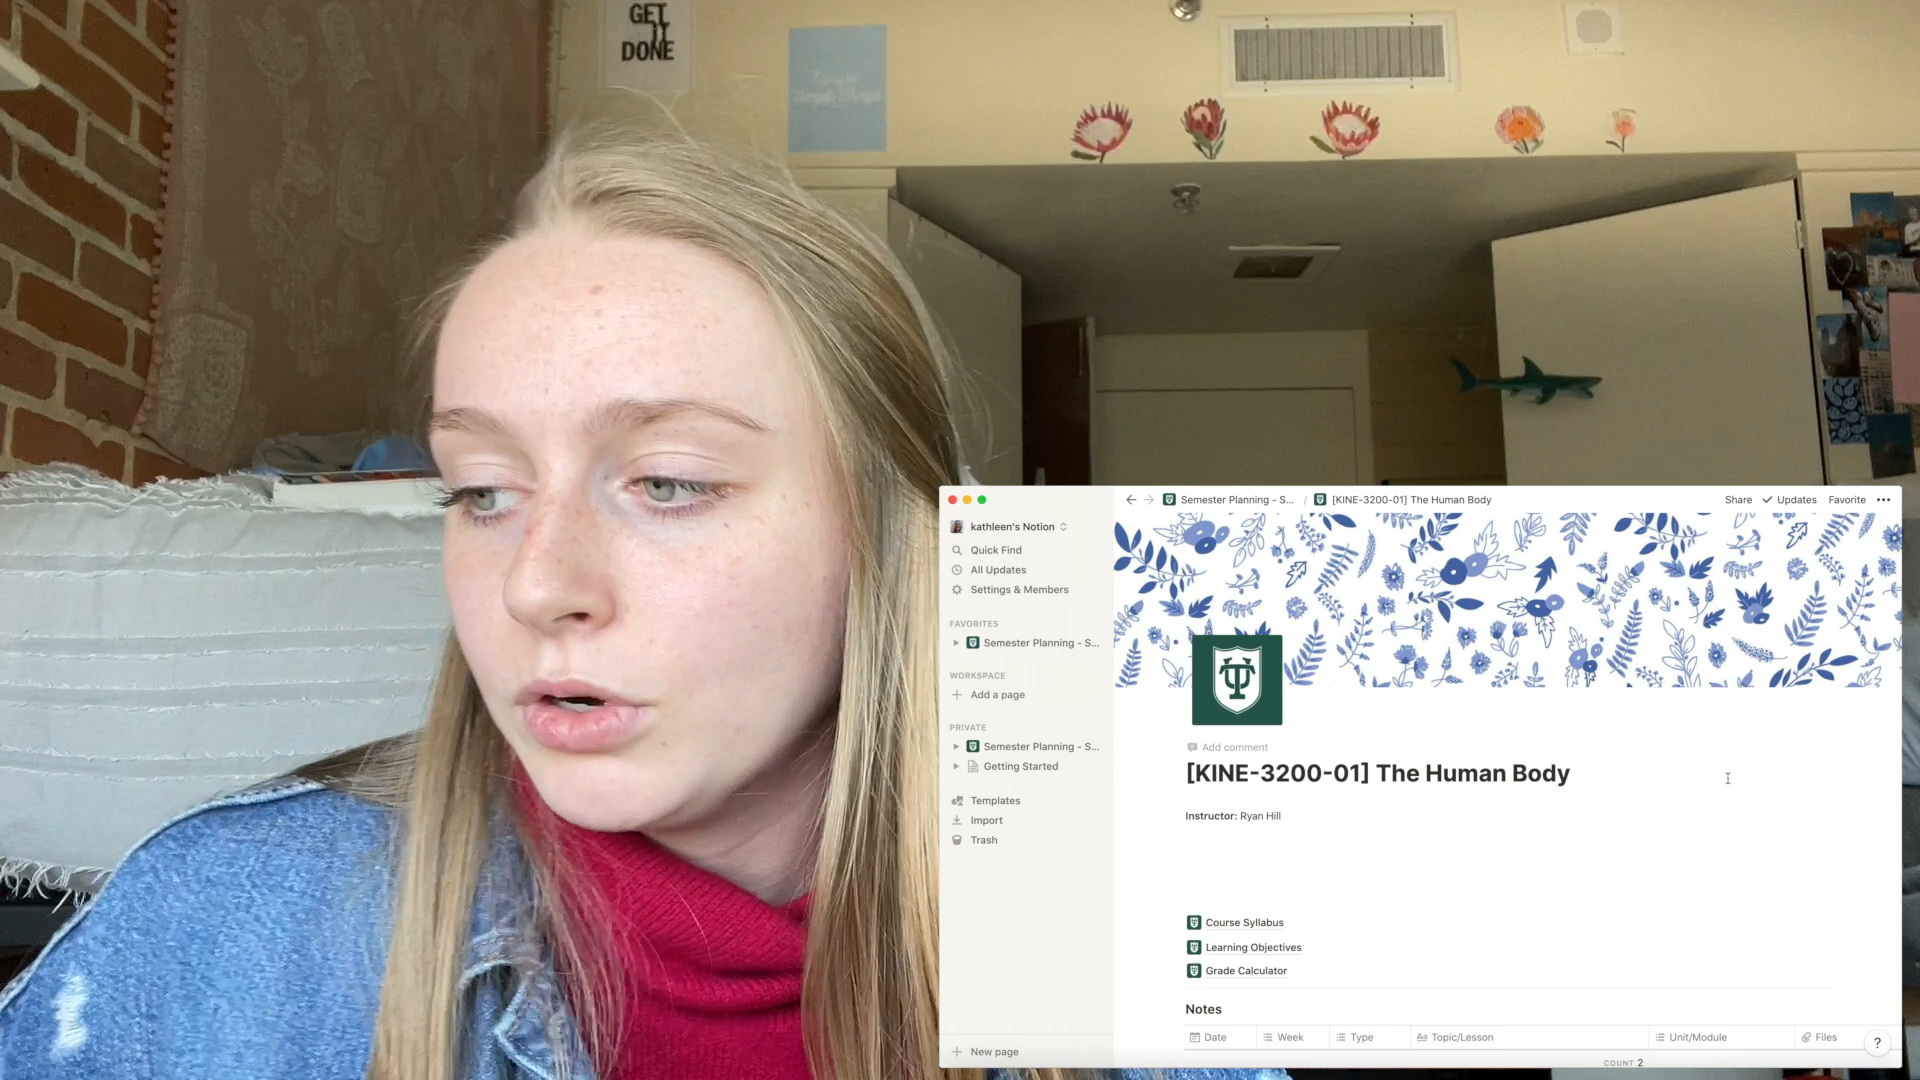 GET
IT
DONE
Semester Planning - S... / [KINE-3200-01] The Human Body
Share Updates Favorite
kathleen's Notion
Quick Find
All Updates
Settings & Members
FAVORITES
Semester Planning - S...
WORKSPACE
Add a page
PRIVATE
Semester Planning - S...
Getting Started
Templates
Import
Trash
New page
Add comment
[KINE-3200-01] The Human Body
Instructor: Ryan Hill
Course Syllabus
Learning Objectives
Grade Calculator
Notes
Date Week Type Aa Topic/Lesson Unit/Module Files
COUNT 2
?